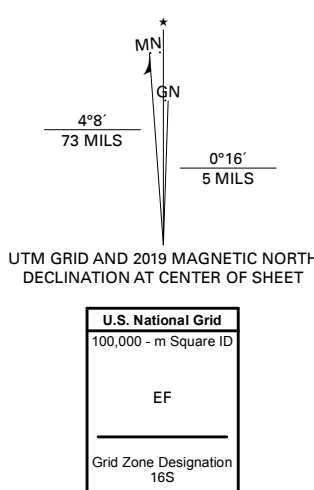 ★
MN
GN
4°8´
73 MILS
0°16´
5 MILS
UTM GRID AND 2019 MAGNETIC NORTH
DECLINATION AT CENTER OF SHEET
U.S. National Grid
100,000 - m Square ID
EF
Grid Zone Designation
16S